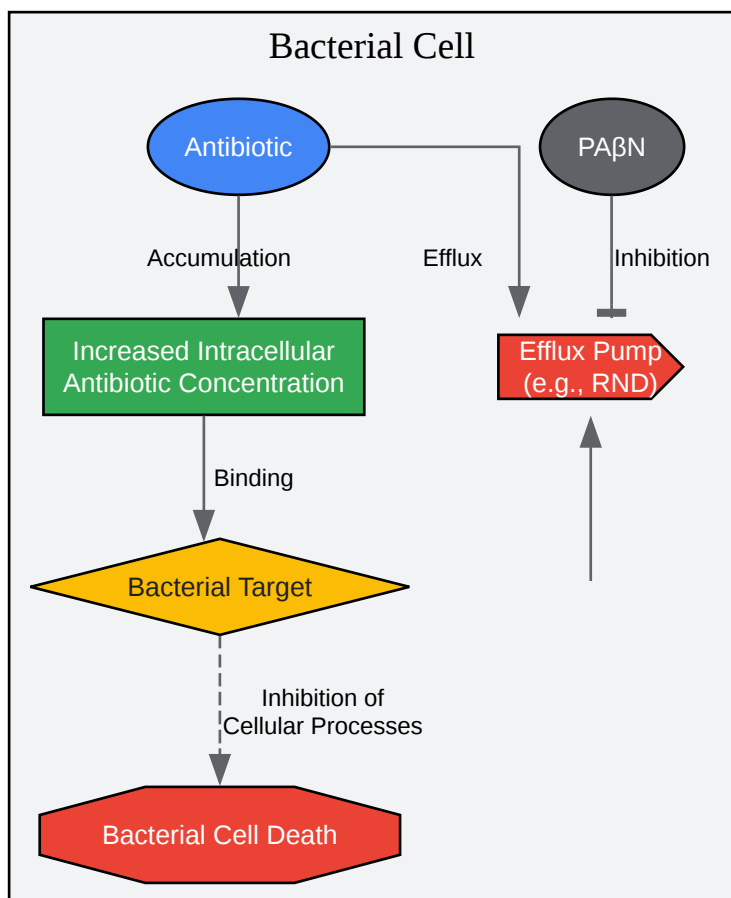 Bacterial Cell
Antibiotic
PAβN
Accumulation
Efflux
Inhibition
Increased Intracellular
Antibiotic Concentration
Efflux Pump
(e.g., RND)
Binding
Bacterial Target
Inhibition of
Cellular Processes
Bacterial Cell Death